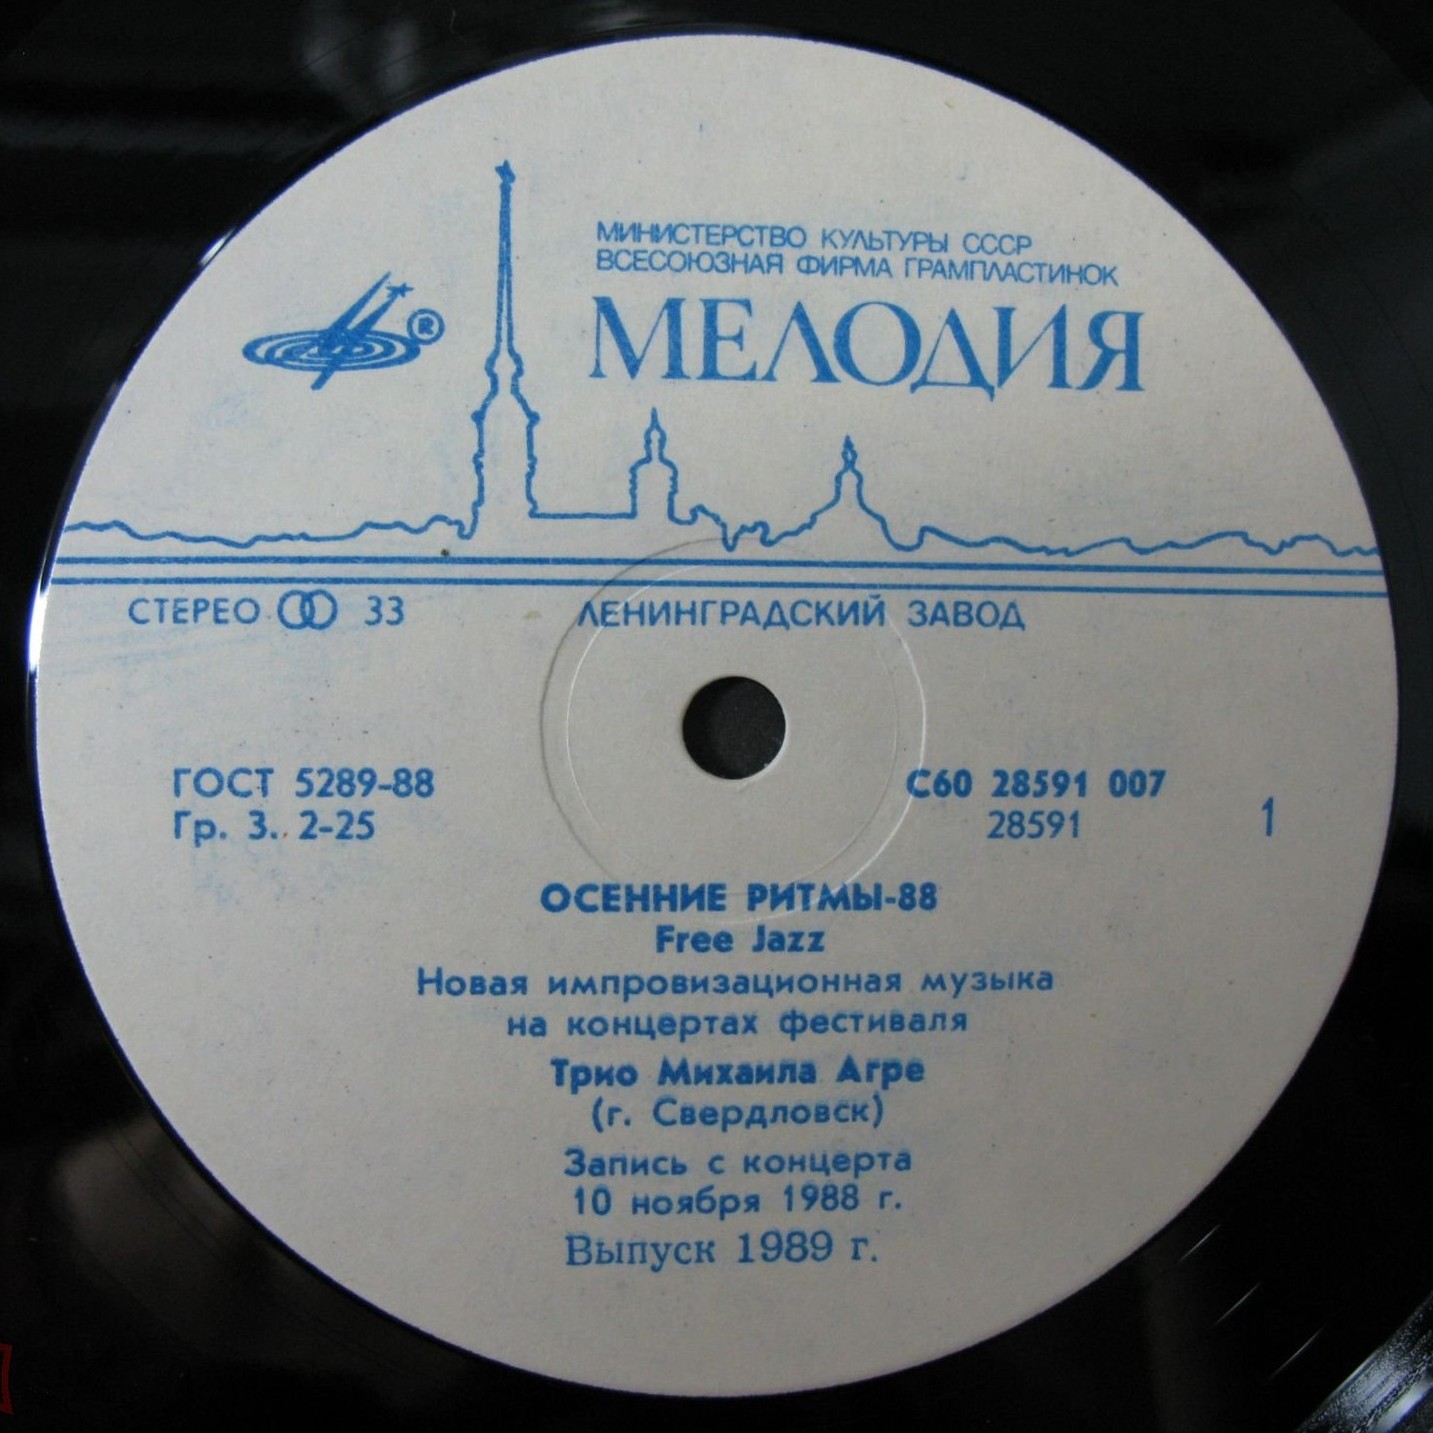 МИНИСТЕРСТВО КУЛЬТУРЫ СССР
ВСЕСОЮЗНАЯ ФИРМА ГРАМПЛАСТИНОК
МЕЛОДИЯ
®
СТЕРЕО 33
ЛЕНИНГРАДСКИЙ ЗАВОД
ГОСТ 5289-88
Гр. 3. 2-25
С60 28591 007
28591
1
ОСЕННИЕ РИТМЫ-88
Free Jazz
Новая импровизационная музыка
на концертах фестиваля
Трио Михаила Агре
(г. Свердловск)
Запись с концерта
10 ноября 1988 г.
Выпуск 1989 г.